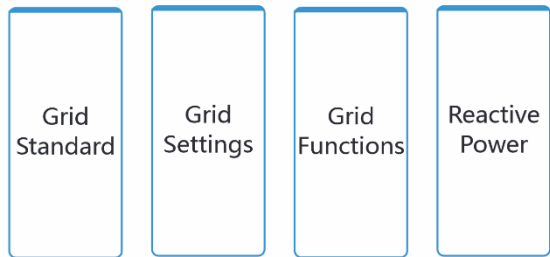 Grid
Standard
Grid
Settings
Grid
Functions
Reactive
Power